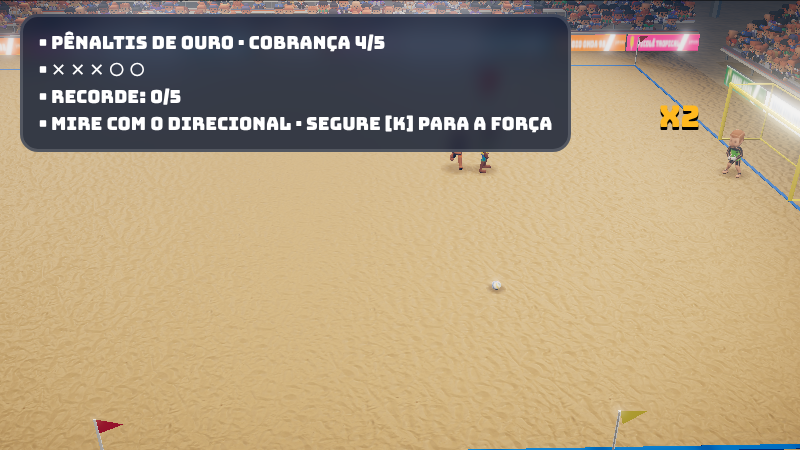 ▪ PÊNALTIS DE OURO ▪ COBRANÇA 4/5
▪ ××××○○
▪ RECORDE: 0/5
▪ MIRE COM O DIRECIONAL ▪ SEGURE [K] PARA A FORÇA
X2